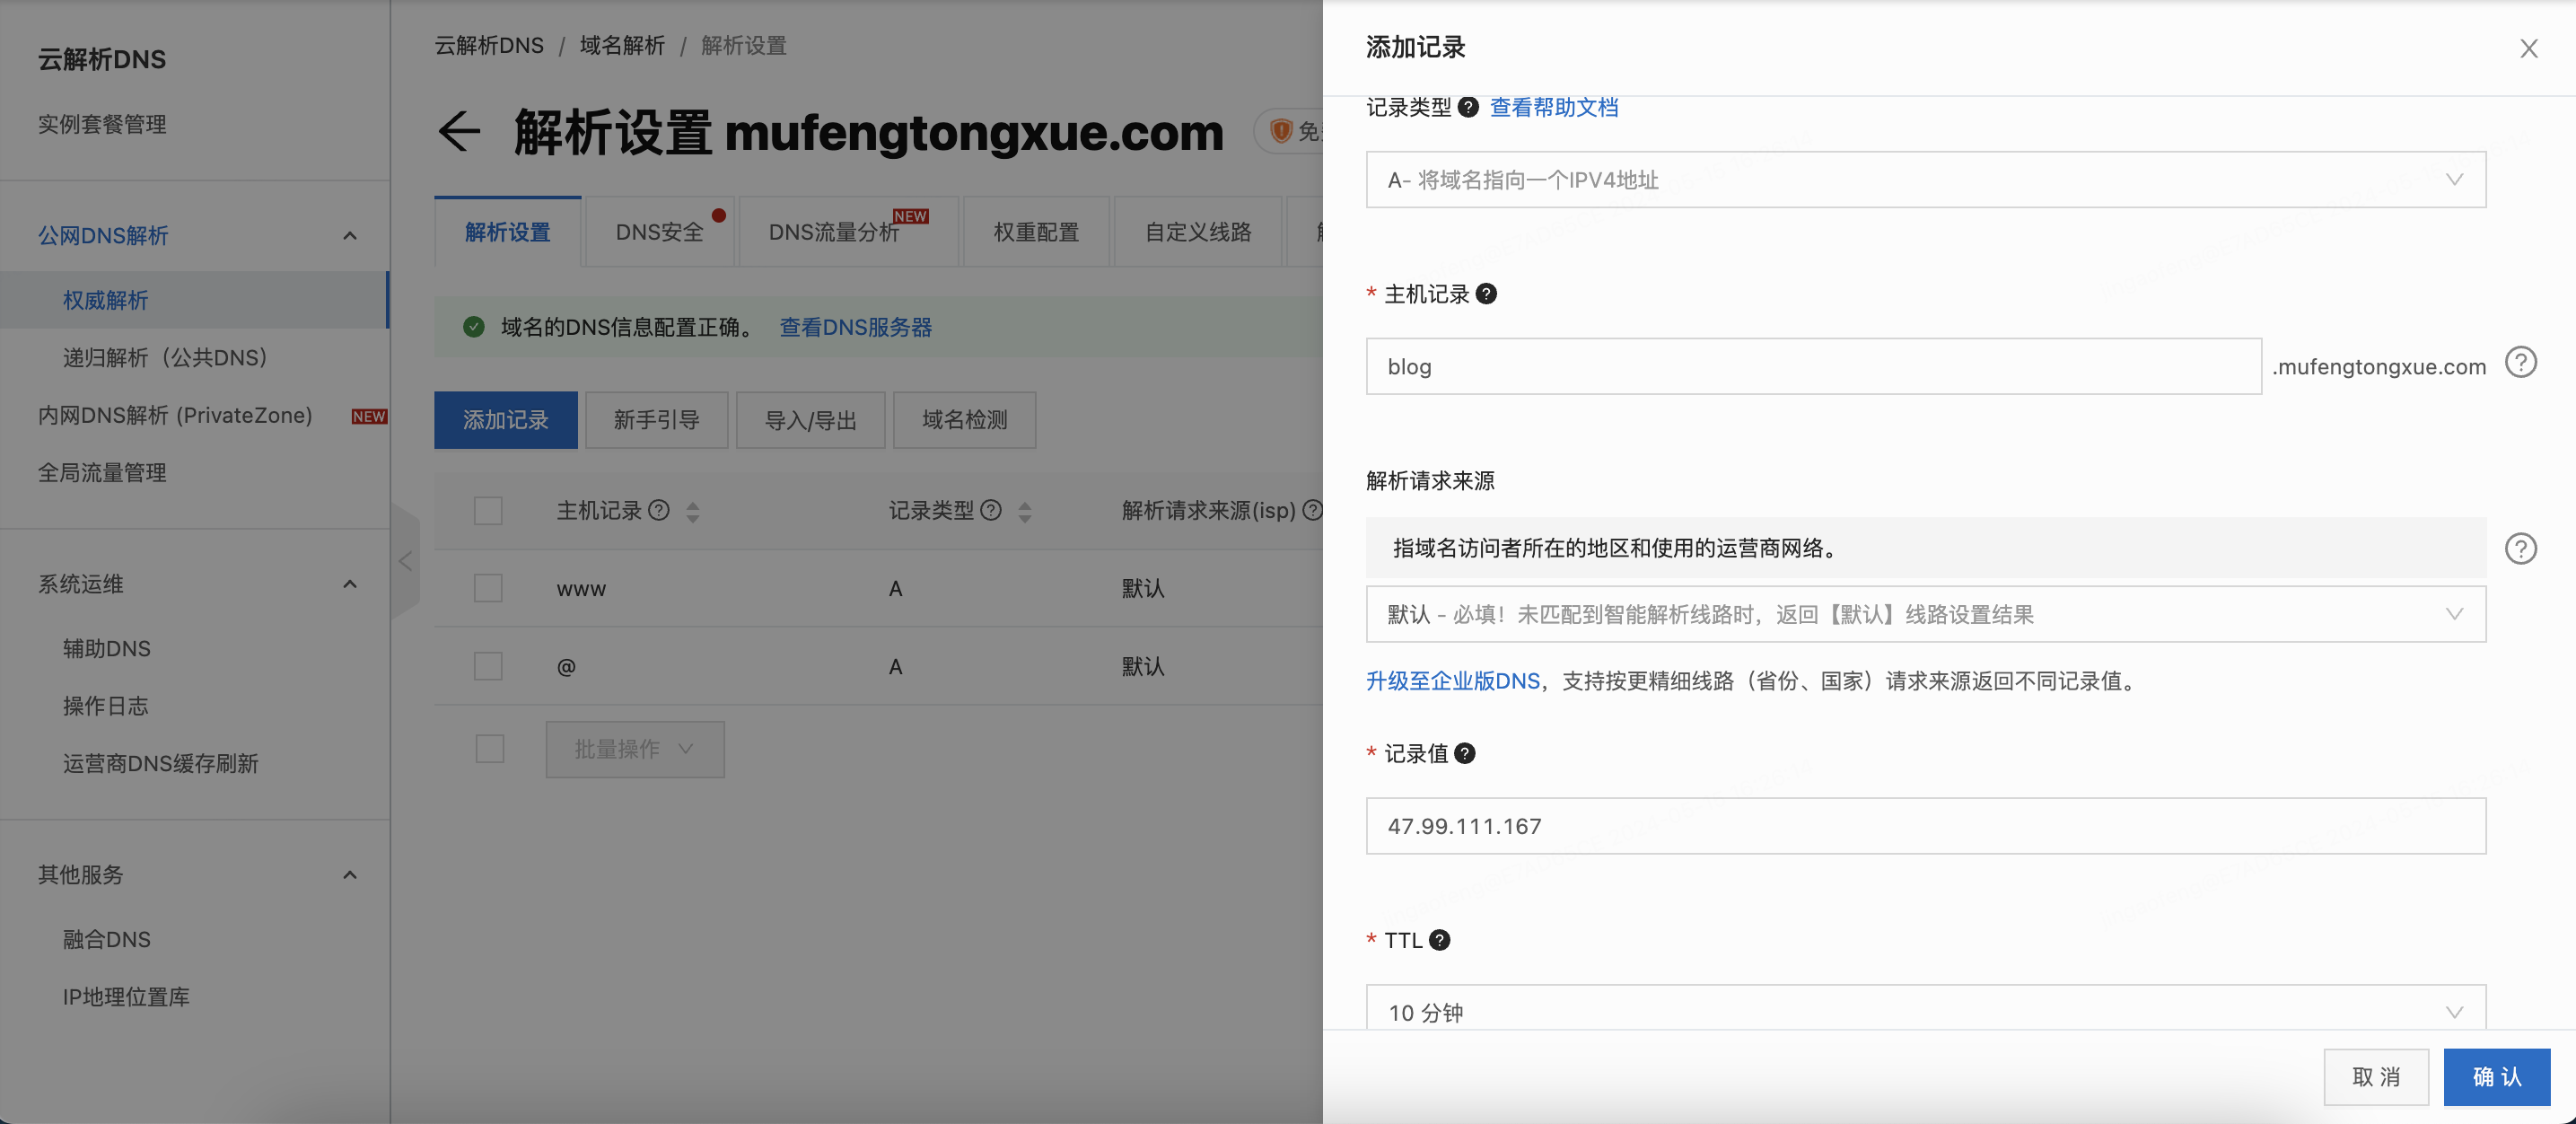 云解析DNS
实例套餐管理
公网DNS解析
权威解析
递归解析（公共DNS）
内网DNS解析 (PrivateZone) NEW
全局流量管理
系统运维
辅助DNS
操作日志
运营商DNS缓存刷新
其他服务
融合DNS
IP地理位置库
云解析DNS / 域名解析 / 解析设置
解析设置 mufengtongxue.com
免
解析设置 DNS安全 DNS流量分析 NEW 权重配置 自定义线路
域名的DNS信息配置正确。 查看DNS服务器
添加记录 新手引导 导入/导出 域名检测
主机记录 记录类型 解析请求来源(isp)
www A 默认
@ A 默认
批量操作
添加记录
记录类型 查看帮助文档
A- 将域名指向一个IPV4地址
* 主机记录
blog .mufengtongxue.com
解析请求来源
指域名访问者所在的地区和使用的运营商网络。
默认 - 必填！未匹配到智能解析线路时，返回【默认】线路设置结果
升级至企业版DNS，支持按更精细线路（省份、国家）请求来源返回不同记录值。
* 记录值
47.99.111.167
* TTL
10 分钟
取 消 确 认